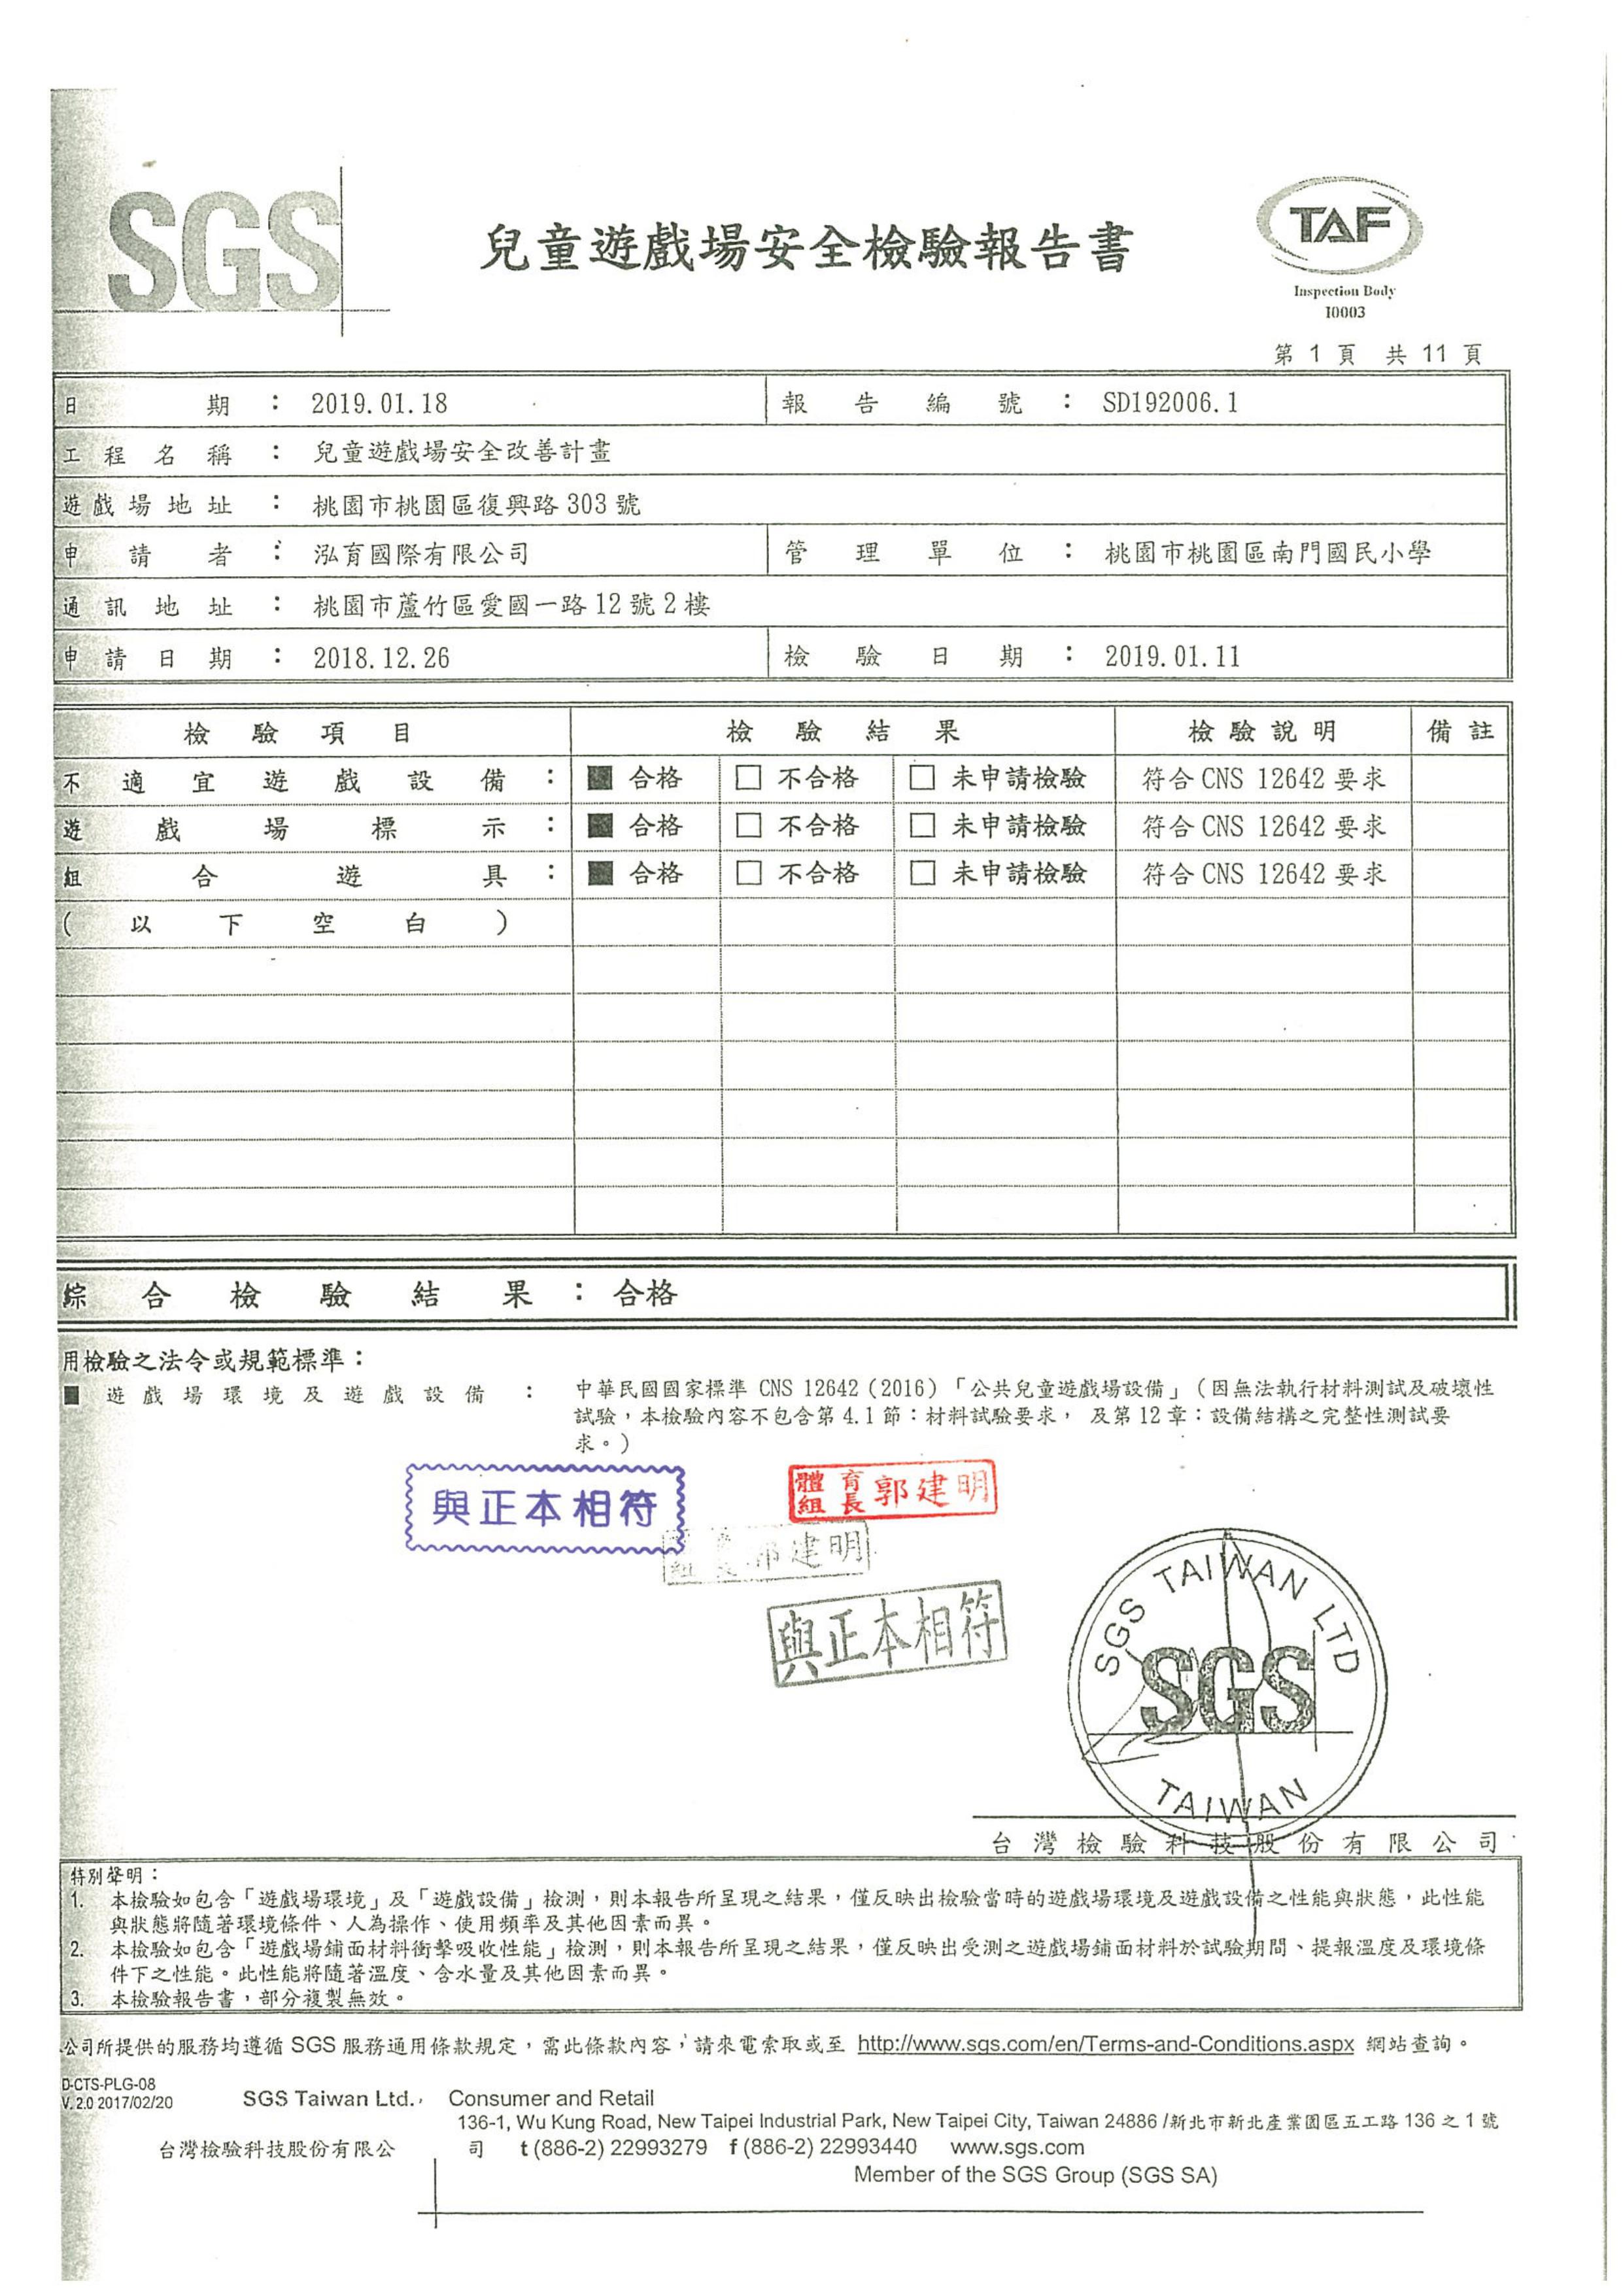 SGS
兒童遊戲場安全檢驗報告書
TAF
Inspection Body
I0003
第 1 頁 共 11 頁
日期：2019.01.18 報告編號：SD192006.1
工程名稱：兒童遊戲場安全改善計畫
遊戲場地址：桃園市桃園區復興路303號
申請者：泓育國際有限公司 管理單位：桃園市桃園區南門國民小學
通訊地址：桃園市蘆竹區愛國一路12號2樓
申請日期：2018.12.26 檢驗日期：2019.01.11
檢驗項目 檢驗結果 檢驗說明 備註
不適宜遊戲設備：■ 合格 □ 不合格 □ 未申請檢驗 符合CNS 12642要求
遊戲場標示：■ 合格 □ 不合格 □ 未申請檢驗 符合CNS 12642要求
組合遊具：■ 合格 □ 不合格 □ 未申請檢驗 符合CNS 12642要求
(以下空白)
綜合檢驗結果：合格
用檢驗之法令或規範標準：
■ 遊戲場環境及遊戲設備：中華民國國家標準 CNS 12642(2016)「公共兒童遊戲場設備」(因無法執行材料測試及破壞性
試驗，本檢驗內容不包含第4.1節：材料試驗要求， 及第12章：設備結構之完整性測試要
求。)
與正本相符
體育組長 郭建明
組長郭建明
與正本相符
SGS TAIWAN LTD
SGS
TAIWAN
台灣檢驗科技股份有限公司
特別聲明：
1. 本檢驗如包含「遊戲場環境」及「遊戲設備」檢測，則本報告所呈現之結果，僅反映出檢驗當時的遊戲場環境及遊戲設備之性能與狀態，此性能
與狀態將隨著環境條件、人為操作、使用頻率及其他因素而異。
2. 本檢驗如包含「遊戲場鋪面材料衝擊吸收性能」檢測，則本報告所呈現之結果，僅反映出受測之遊戲場鋪面材料於試驗期間、提報溫度及環境條
件下之性能。此性能將隨著溫度、含水量及其他因素而異。
3. 本檢驗報告書，部分複製無效。
公司所提供的服務均遵循 SGS 服務通用條款規定，需此條款內容，請來電索取或至 http://www.sgs.com/en/Terms-and-Conditions.aspx 網站查詢。
D-CTS-PLG-08
V. 2.0 2017/02/20
SGS Taiwan Ltd. Consumer and Retail
136-1, Wu Kung Road, New Taipei Industrial Park, New Taipei City, Taiwan 24886 /新北市新北產業園區五工路 136 之 1 號
台灣檢驗科技股份有限公司 t (886-2) 22993279 f (886-2) 22993440 www.sgs.com
Member of the SGS Group (SGS SA)